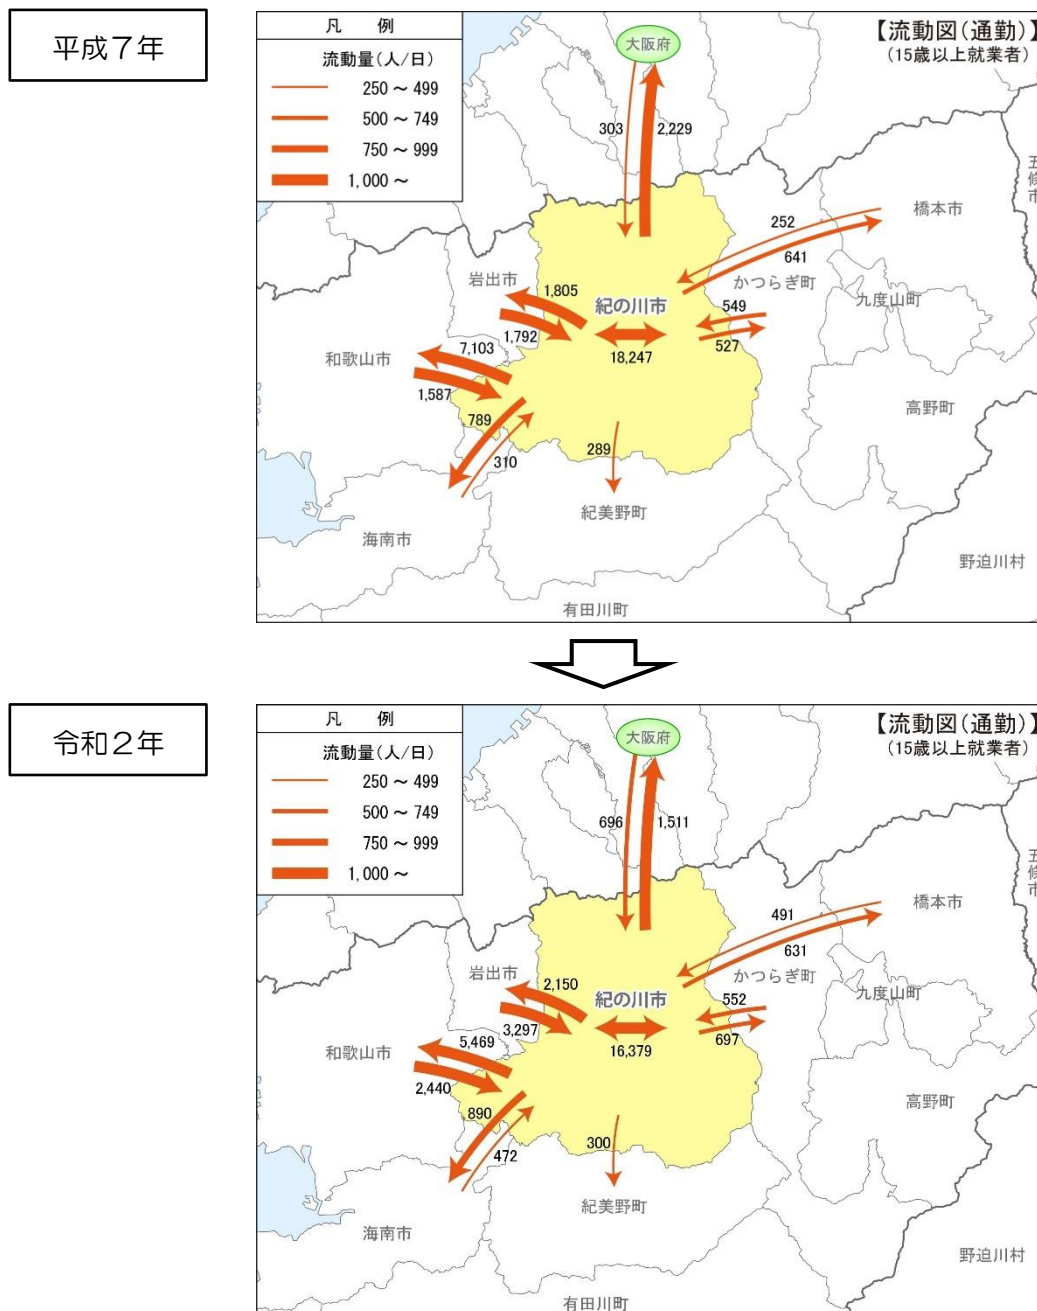 平成７年
凡　例
流動量(人/日)
250 ～ 499
500 ～ 749
750 ～ 999
1,000 ～
【流動図(通勤)】
(15歳以上就業者)
大阪府
303
2,229
五條市
橋本市
252
641
かつらぎ町
九度山町
岩出市
1,805
紀の川市
549
1,792
527
18,247
7,103
和歌山市
1,587
高野町
789
310
289
紀美野町
海南市
野迫川村
有田川町
令和２年
凡　例
流動量(人/日)
250 ～ 499
500 ～ 749
750 ～ 999
1,000 ～
【流動図(通勤)】
(15歳以上就業者)
大阪府
696
1,511
五條市
橋本市
491
631
かつらぎ町
九度山町
岩出市
2,150
紀の川市
552
3,297
697
16,379
5,469
和歌山市
2,440
高野町
890
472
300
紀美野町
海南市
野迫川村
有田川町